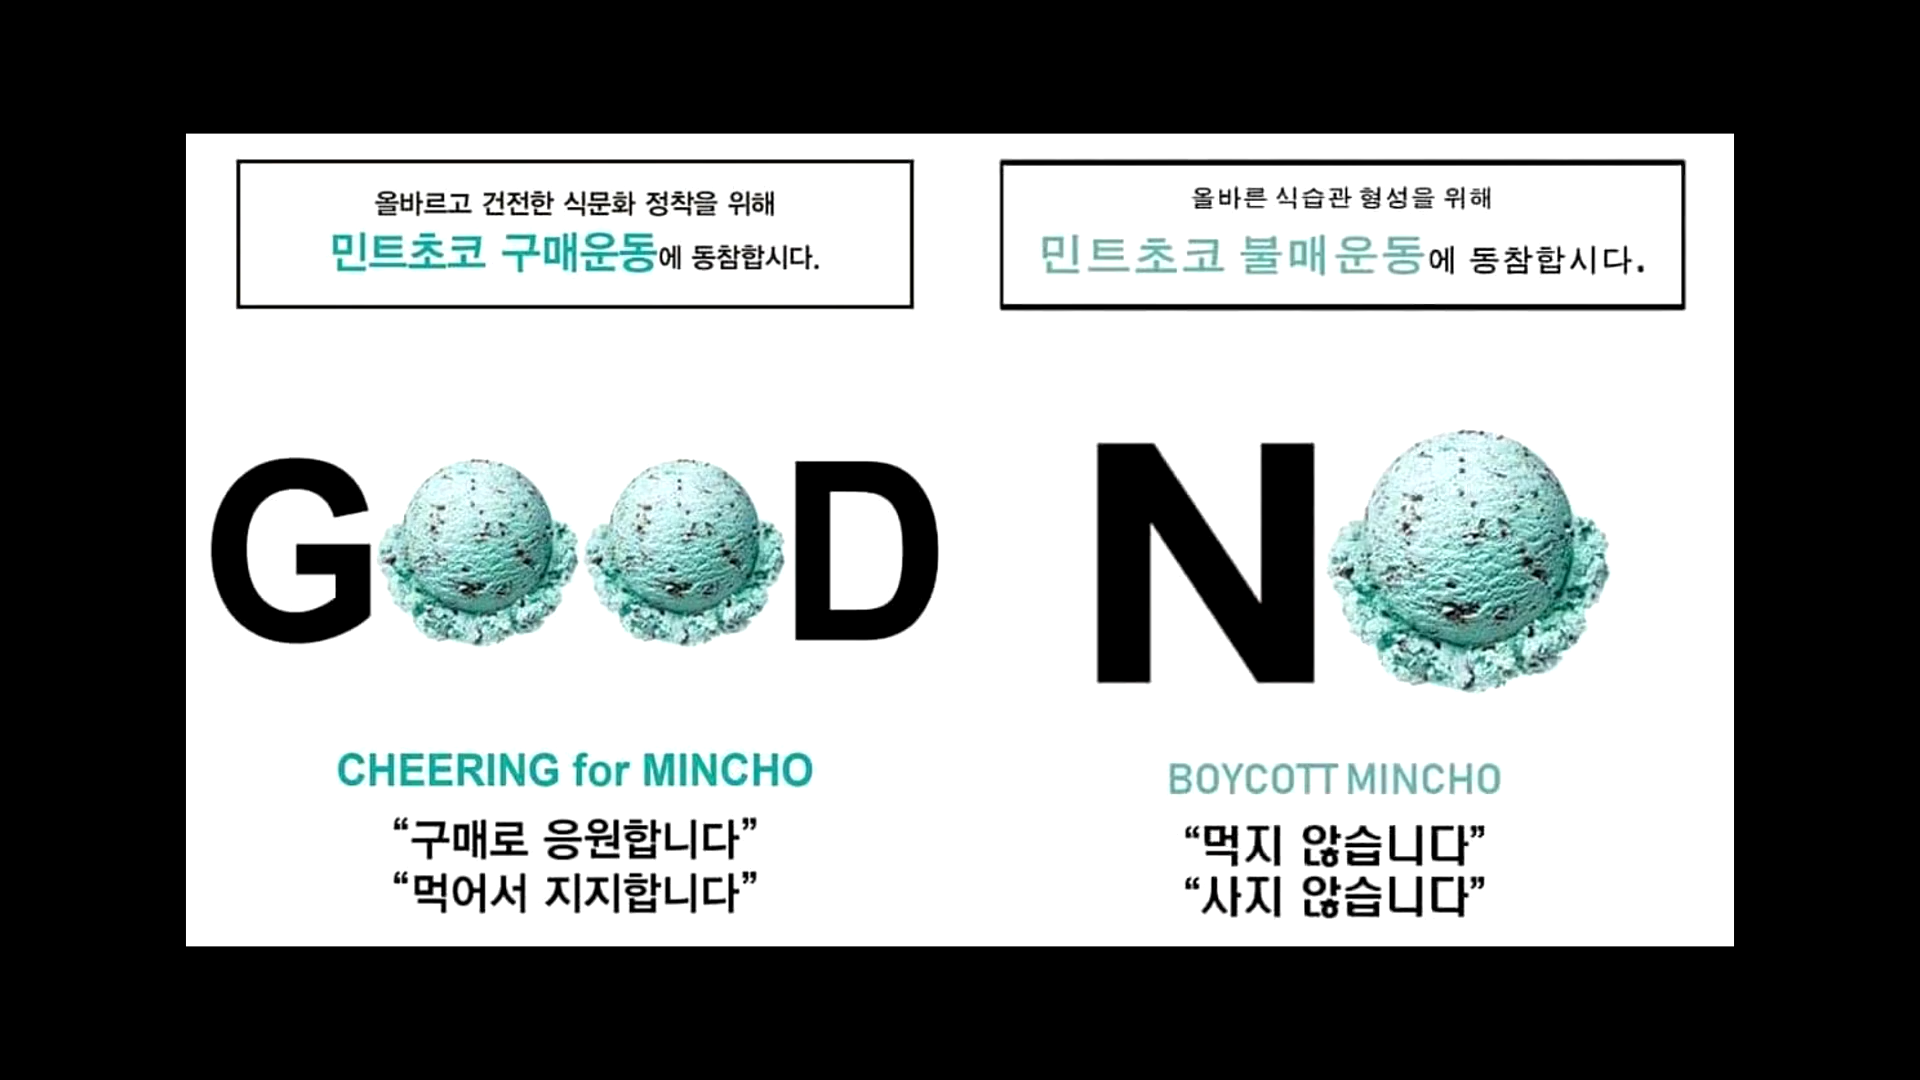 올바르고 건전한 식문화 정착을 위해
민트초코 구매운동에 동참합시다.
GOOD
CHEERING for MINCHO
“구매로 응원합니다”
“먹어서 지지합니다”
올바른 식습관 형성을 위해
민트초코 불매운동에 동참합시다.
NO
BOYCOTT MINCHO
“먹지 않습니다”
“사지 않습니다”